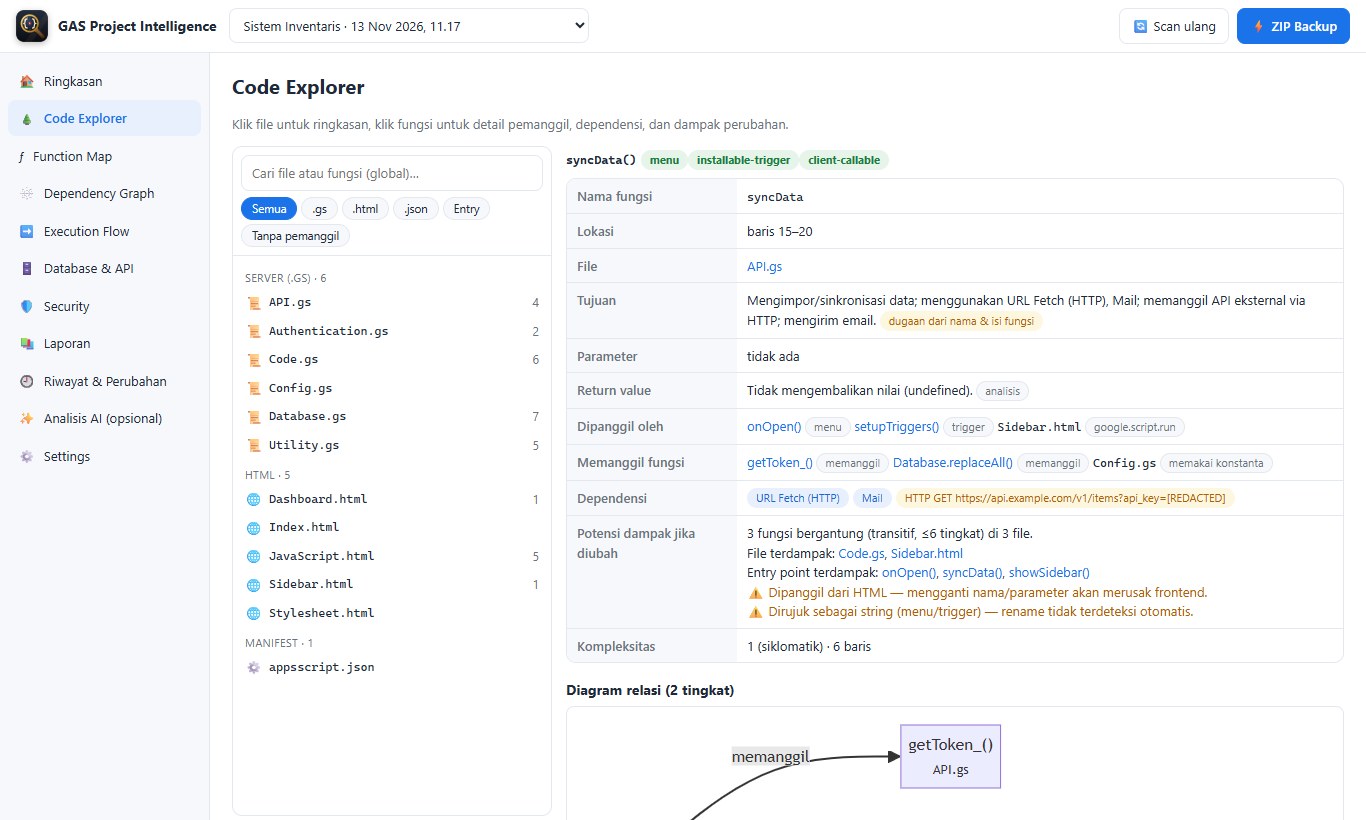 GAS Project Intelligence
Sistem Inventaris · 13 Nov 2026, 11.17
Scan ulang
ZIP Backup
Ringkasan
Code Explorer
ƒ Function Map
Dependency Graph
Execution Flow
Database & API
Security
Laporan
Riwayat & Perubahan
Analisis AI (opsional)
Settings
Code Explorer
Klik file untuk ringkasan, klik fungsi untuk detail pemanggil, dependensi, dan dampak perubahan.
Cari file atau fungsi (global)...
Semua .gs .html .json Entry
Tanpa pemanggil
SERVER (.GS) · 6
API.gs 4
Authentication.gs 2
Code.gs 6
Config.gs
Database.gs 7
Utility.gs 5
HTML · 5
Dashboard.html 1
Index.html
JavaScript.html 5
Sidebar.html 1
Stylesheet.html
MANIFEST · 1
appsscript.json
syncData() menu installable-trigger client-callable
Nama fungsi syncData
Lokasi baris 15–20
File API.gs
Tujuan Mengimpor/sinkronisasi data; menggunakan URL Fetch (HTTP), Mail; memanggil API eksternal via
HTTP; mengirim email. dugaan dari nama & isi fungsi
Parameter tidak ada
Return value Tidak mengembalikan nilai (undefined). analisis
Dipanggil oleh onOpen() menu setupTriggers() trigger Sidebar.html google.script.run
Memanggil fungsi getToken_() memanggil Database.replaceAll() memanggil Config.gs memakai konstanta
Dependensi URL Fetch (HTTP) Mail HTTP GET https://api.example.com/v1/items?api_key=[REDACTED]
Potensi dampak jika
diubah
3 fungsi bergantung (transitif, ≤6 tingkat) di 3 file.
File terdampak: Code.gs, Sidebar.html
Entry point terdampak: onOpen(), syncData(), showSidebar()
Dipanggil dari HTML — mengganti nama/parameter akan merusak frontend.
Dirujuk sebagai string (menu/trigger) — rename tidak terdeteksi otomatis.
Kompleksitas 1 (siklomatik) · 6 baris
Diagram relasi (2 tingkat)
memanggil
getToken_()
API.gs